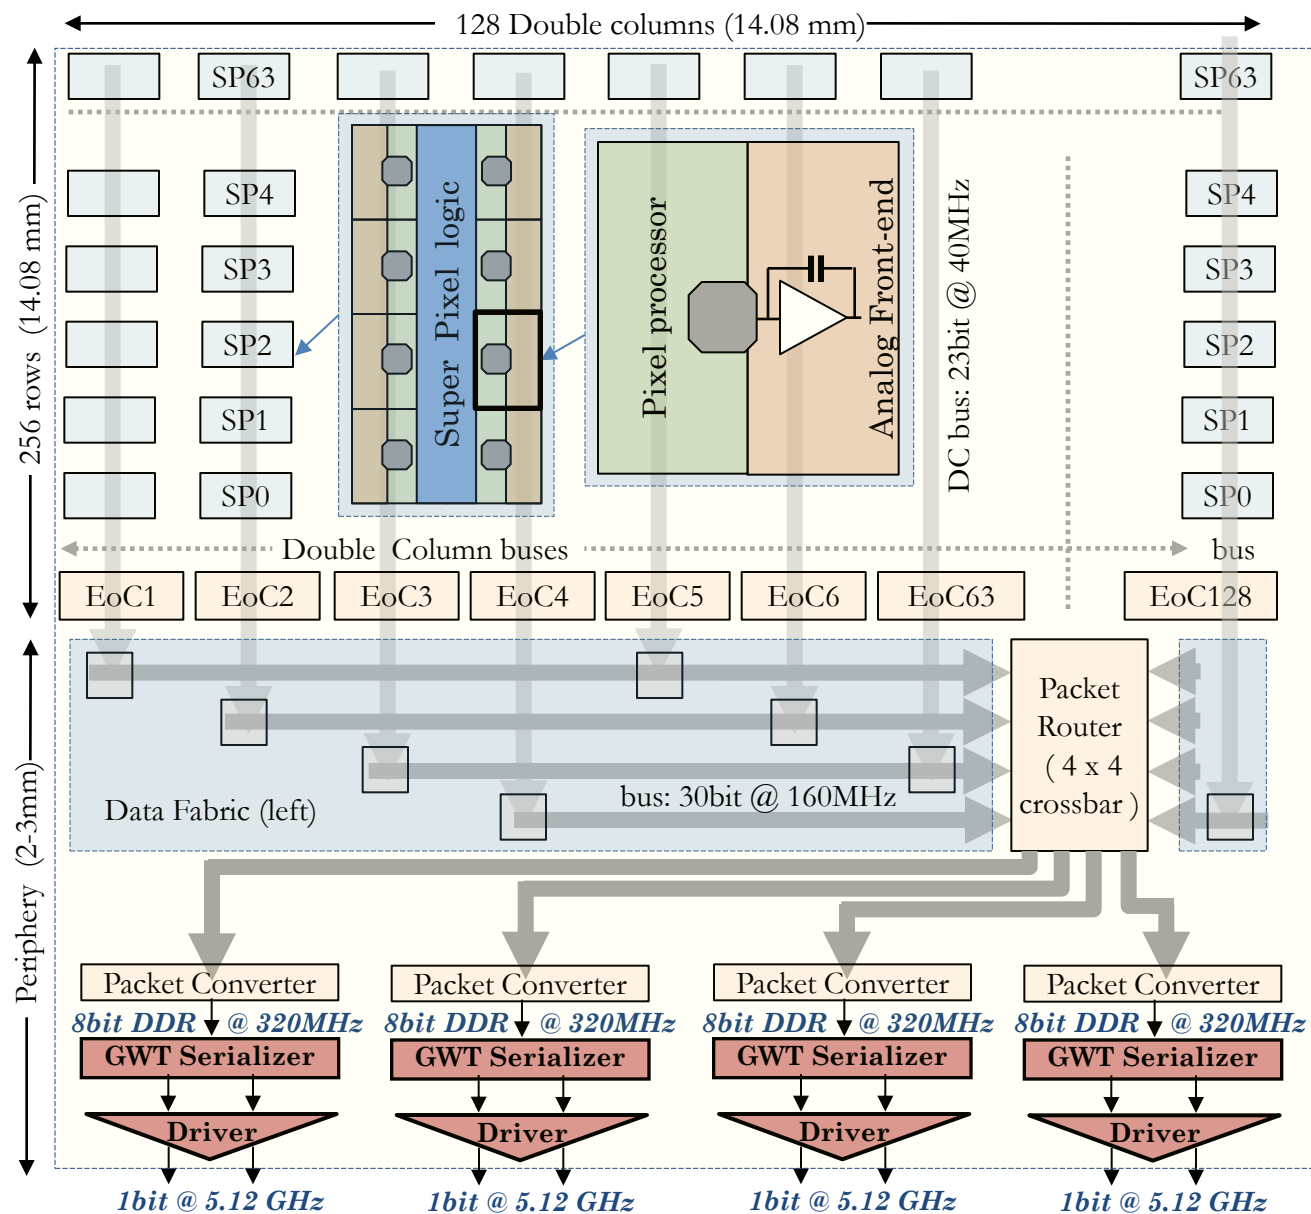 128 Double columns (14.08 mm)
256 rows (14.08 mm)
SP63
SP63
SP4
SP3
SP2
SP1
SP0
Super Pixel logic
Pixel processor
Analog Front-end
DC bus: 23bit @ 40MHz
SP4
SP3
SP2
SP1
SP0
Double Column buses
bus
EoC1
EoC2
EoC3
EoC4
EoC5
EoC6
EoC63
EoC128
Periphery (2-3mm)
Data Fabric (left)
bus: 30bit @ 160MHz
Packet
Router
( 4 x 4
crossbar )
Packet Converter
Packet Converter
Packet Converter
Packet Converter
8bit DDR @ 320MHz
8bit DDR @ 320MHz
8bit DDR @ 320MHz
8bit DDR @ 320MHz
GWT Serializer
GWT Serializer
GWT Serializer
GWT Serializer
Driver
Driver
Driver
Driver
1bit @ 5.12 GHz
1bit @ 5.12 GHz
1bit @ 5.12 GHz
1bit @ 5.12 GHz